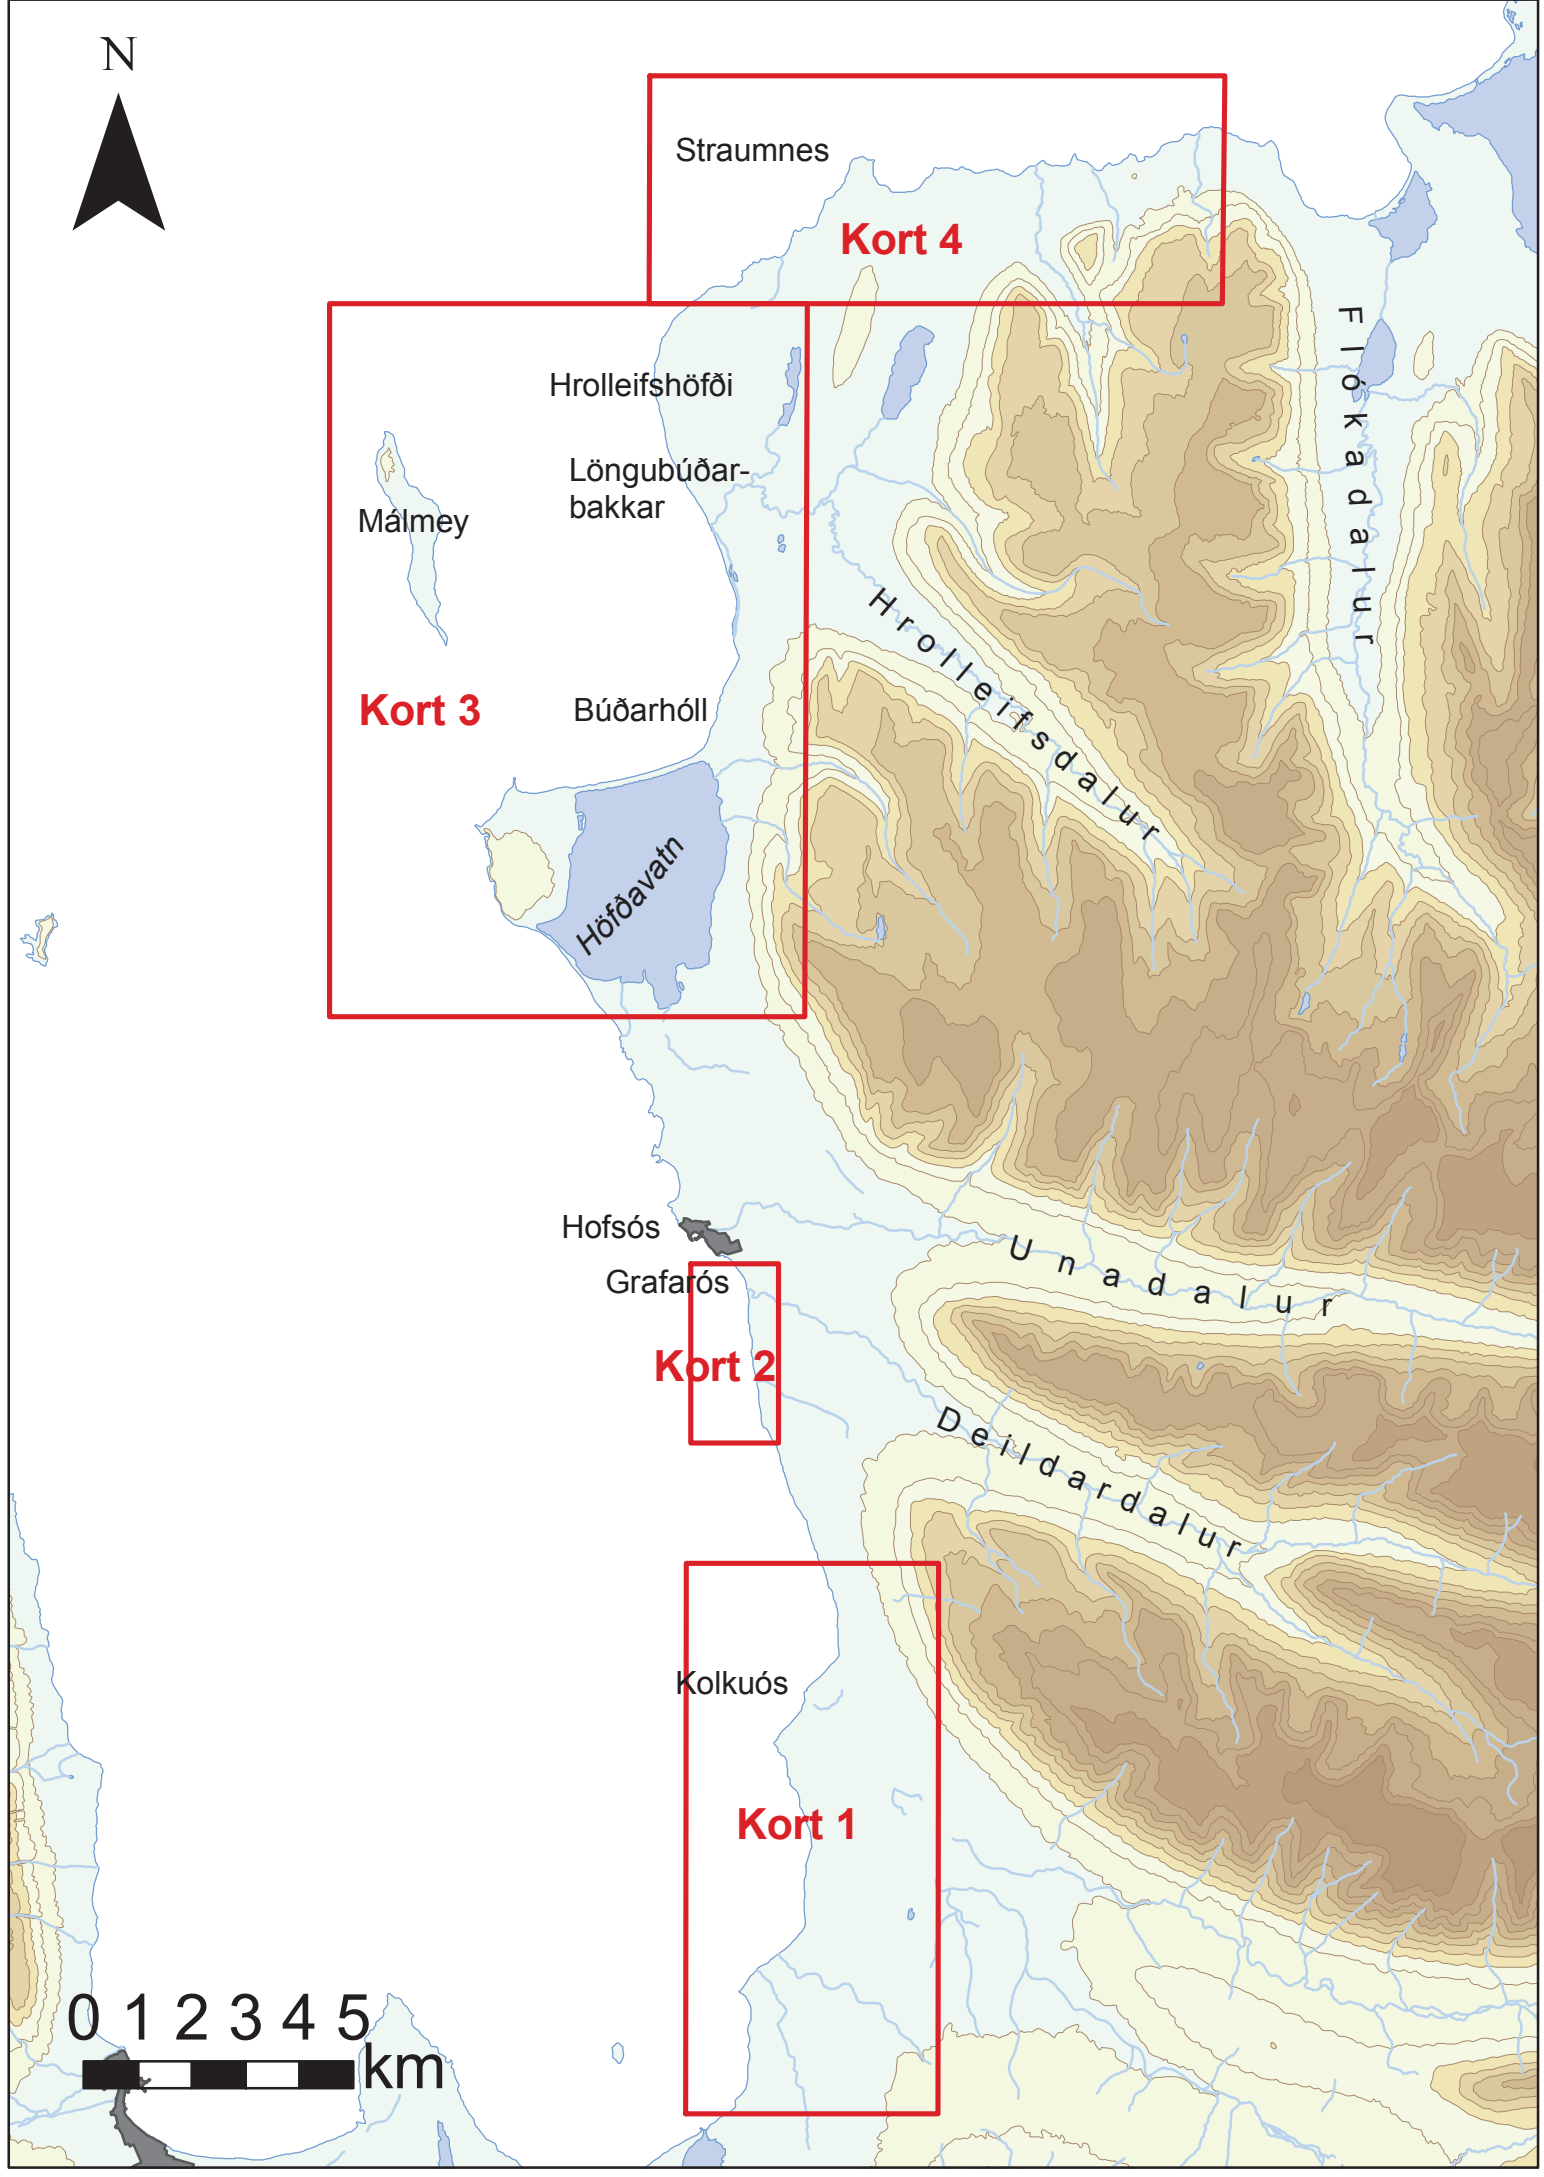 N
Straumnes
Kort 4
Flókadalur
Hrolleifshöfði
Löngubúðar-
bakkar
Málmey
Hrolleifsdalur
Kort 3
Búðarhóll
Höfðavatn
Hofsós
Unadalur
Grafarós
Kort 2
Deildardalur
Kolkuós
Kort 1
0 1 2 3 4 5
km